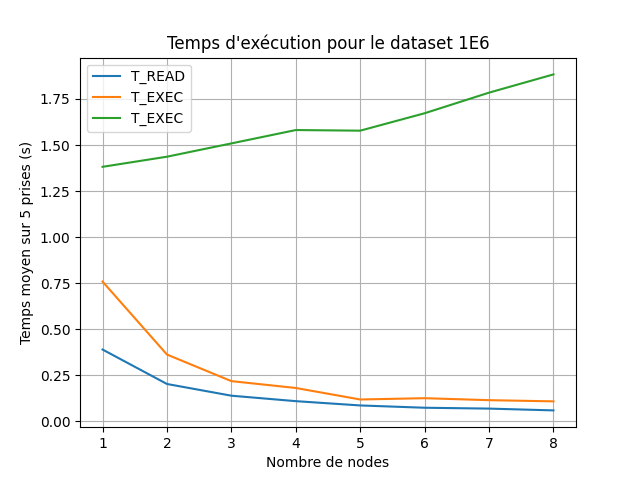 Temps d'exécution pour le dataset 1E6
T_READ
T_EXEC
T_EXEC
Temps moyen sur 5 prises (s)
1.75
1.50
1.25
1.00
0.75
0.50
0.25
0.00
1 2 3 4 5 6 7 8
Nombre de nodes